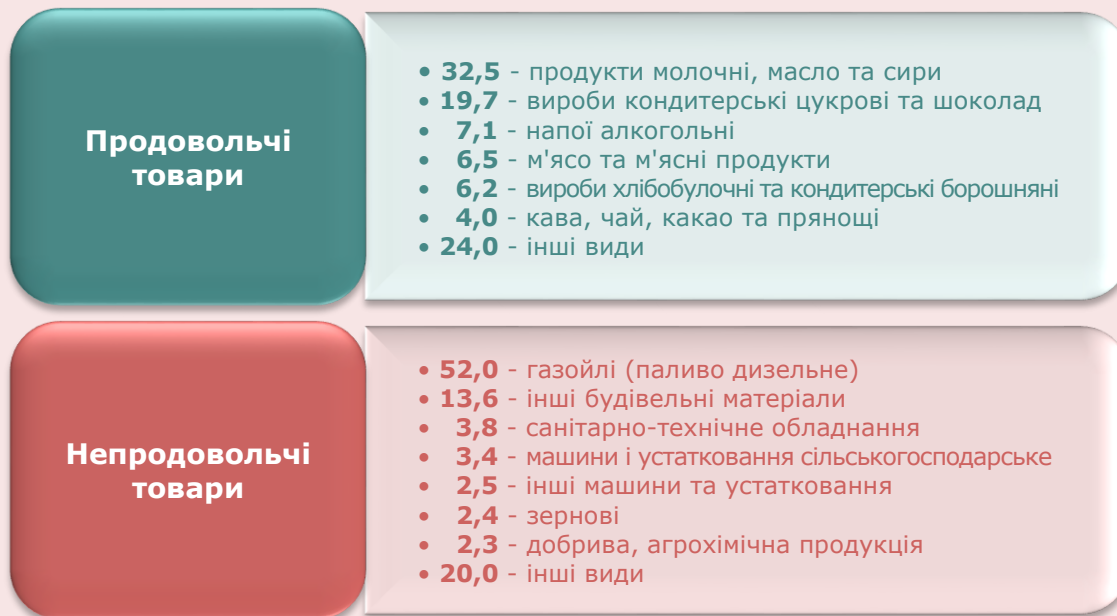 Продовольчі
товари
• 32,5 - продукти молочні, масло та сири
• 19,7 - вироби кондитерські цукрові та шоколад
• 7,1 - напої алкогольні
• 6,5 - м'ясо та м'ясні продукти
• 6,2 - вироби хлібобулочні та кондитерські борошняні
• 4,0 - кава, чай, какао та прянощі
• 24,0 - інші види
Непродовольчі
товари
• 52,0 - газойлі (паливо дизельне)
• 13,6 - інші будівельні матеріали
• 3,8 - санітарно-технічне обладнання
• 3,4 - машини і устатковання сільськогосподарське
• 2,5 - інші машини та устатковання
• 2,4 - зернові
• 2,3 - добрива, агрохімічна продукція
• 20,0 - інші види